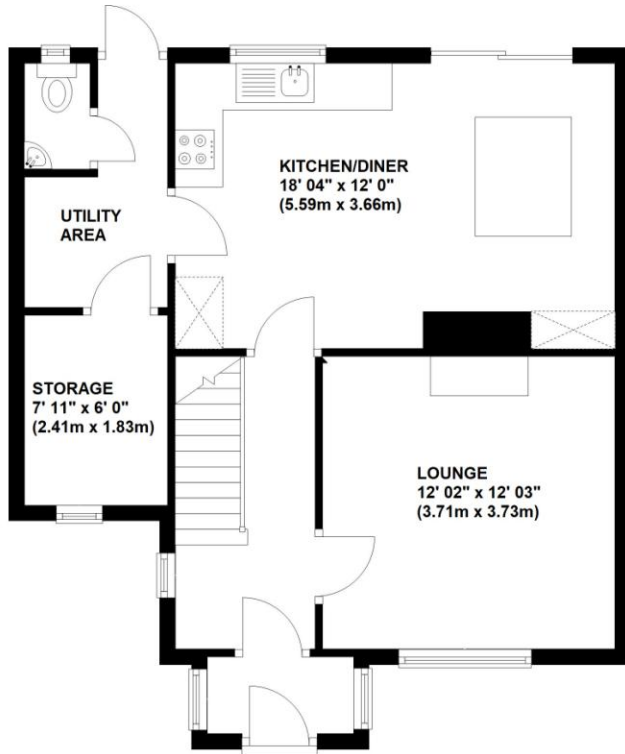 KITCHEN/DINER
18' 04" x 12' 0"
(5.59m x 3.66m)
UTILITY
AREA
STORAGE
7' 11" x 6' 0"
(2.41m x 1.83m)
LOUNGE
12' 02" x 12' 03"
(3.71m x 3.73m)